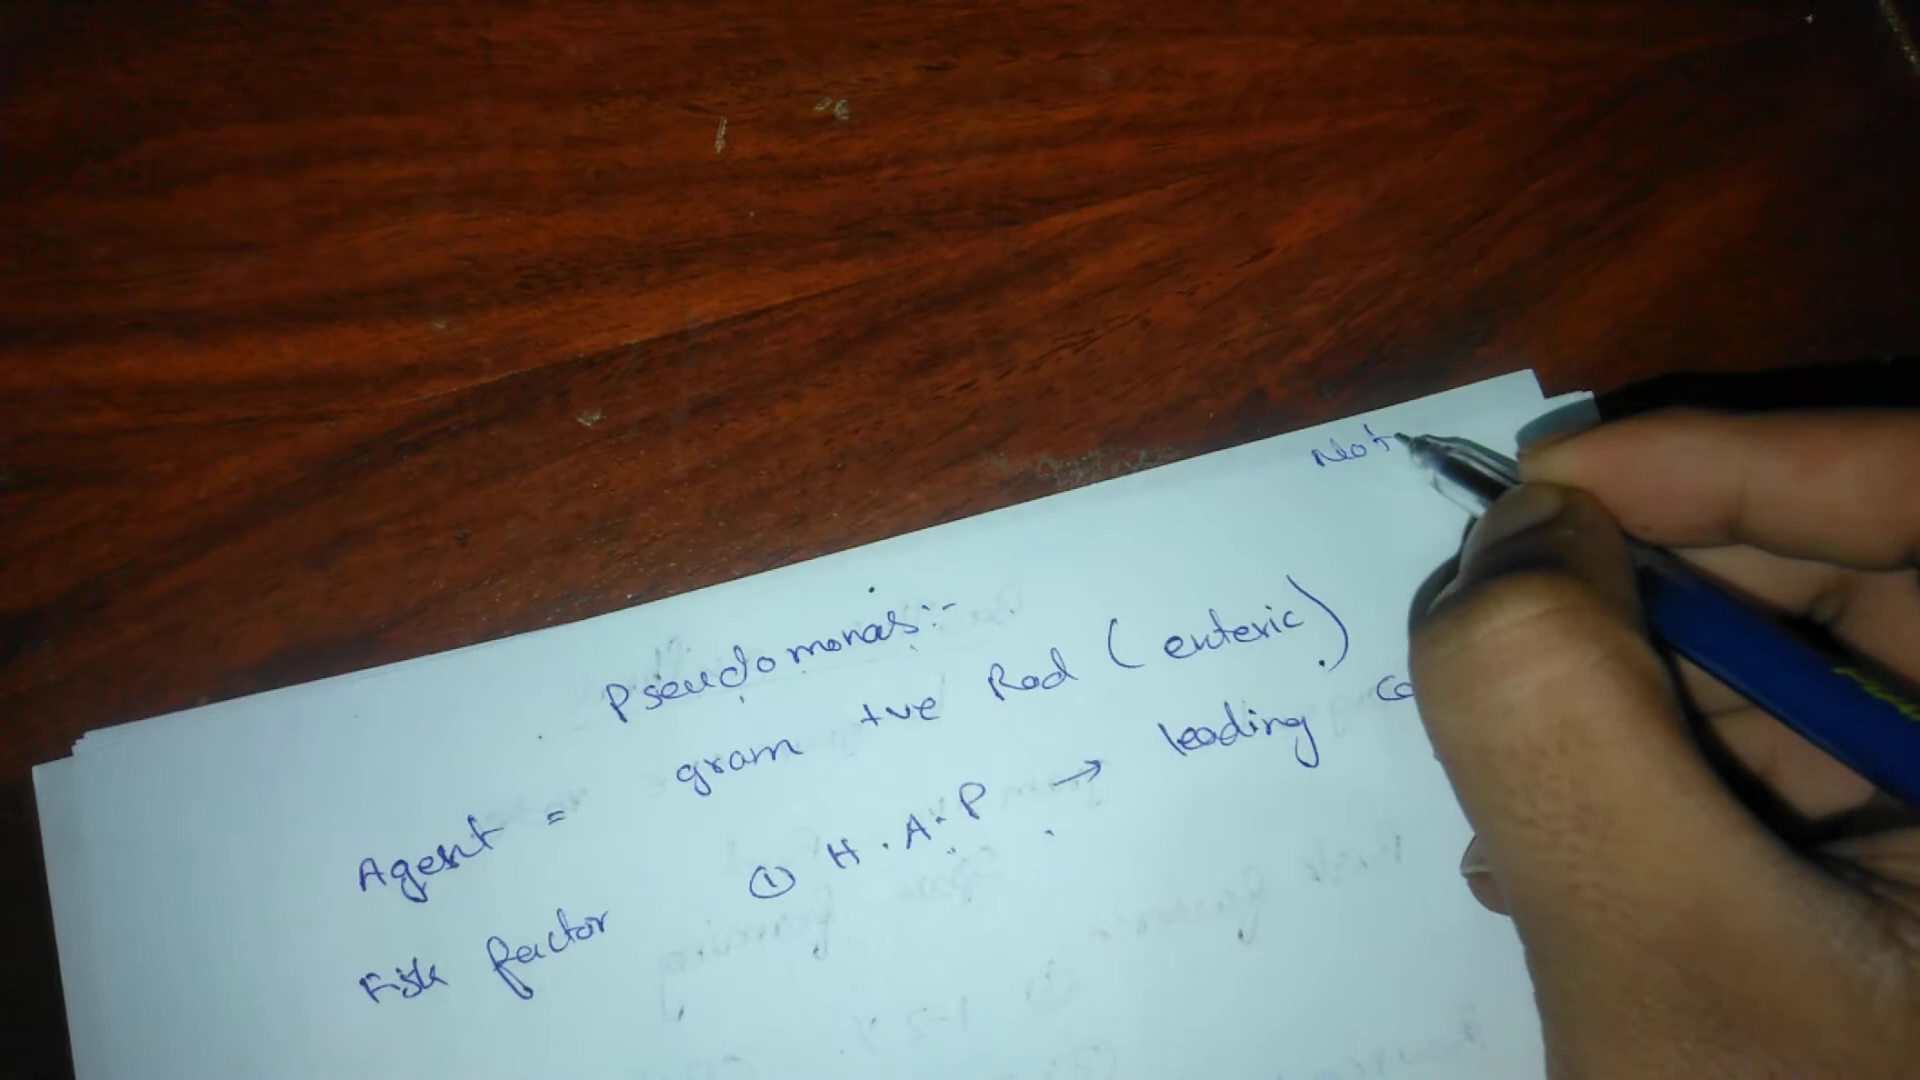 Not
Pseudomonas:-
Agent = gram +ve Rod (enteric)
Risk factor ① H.A.P → leading